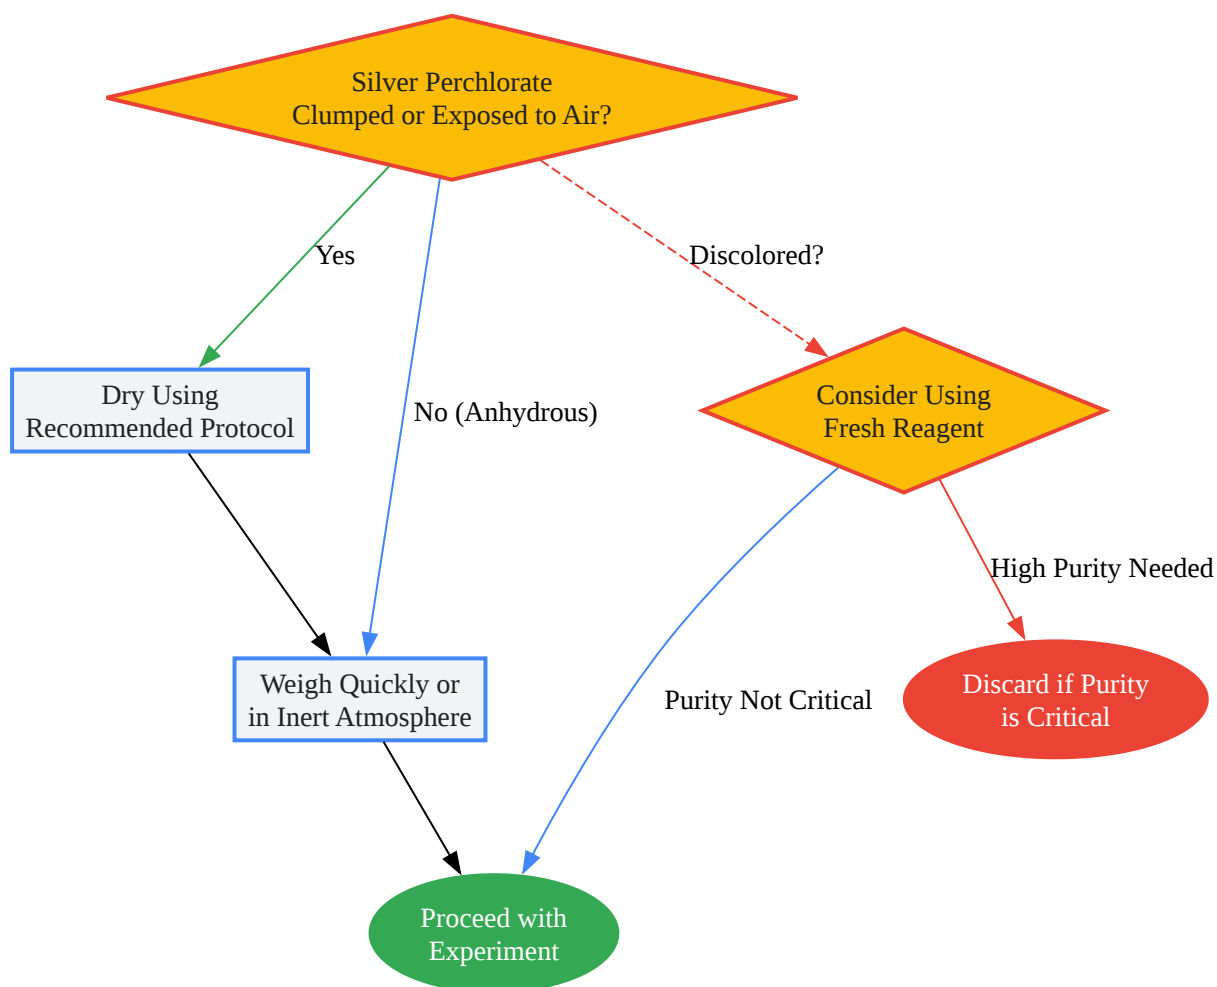 Silver Perchlorate
Clumped or Exposed to Air?
Yes
Discolored?
Dry Using
Recommended Protocol
No (Anhydrous)
Consider Using
Fresh Reagent
High Purity Needed
Weigh Quickly or
in Inert Atmosphere
Purity Not Critical
Discard if Purity
is Critical
Proceed with
Experiment